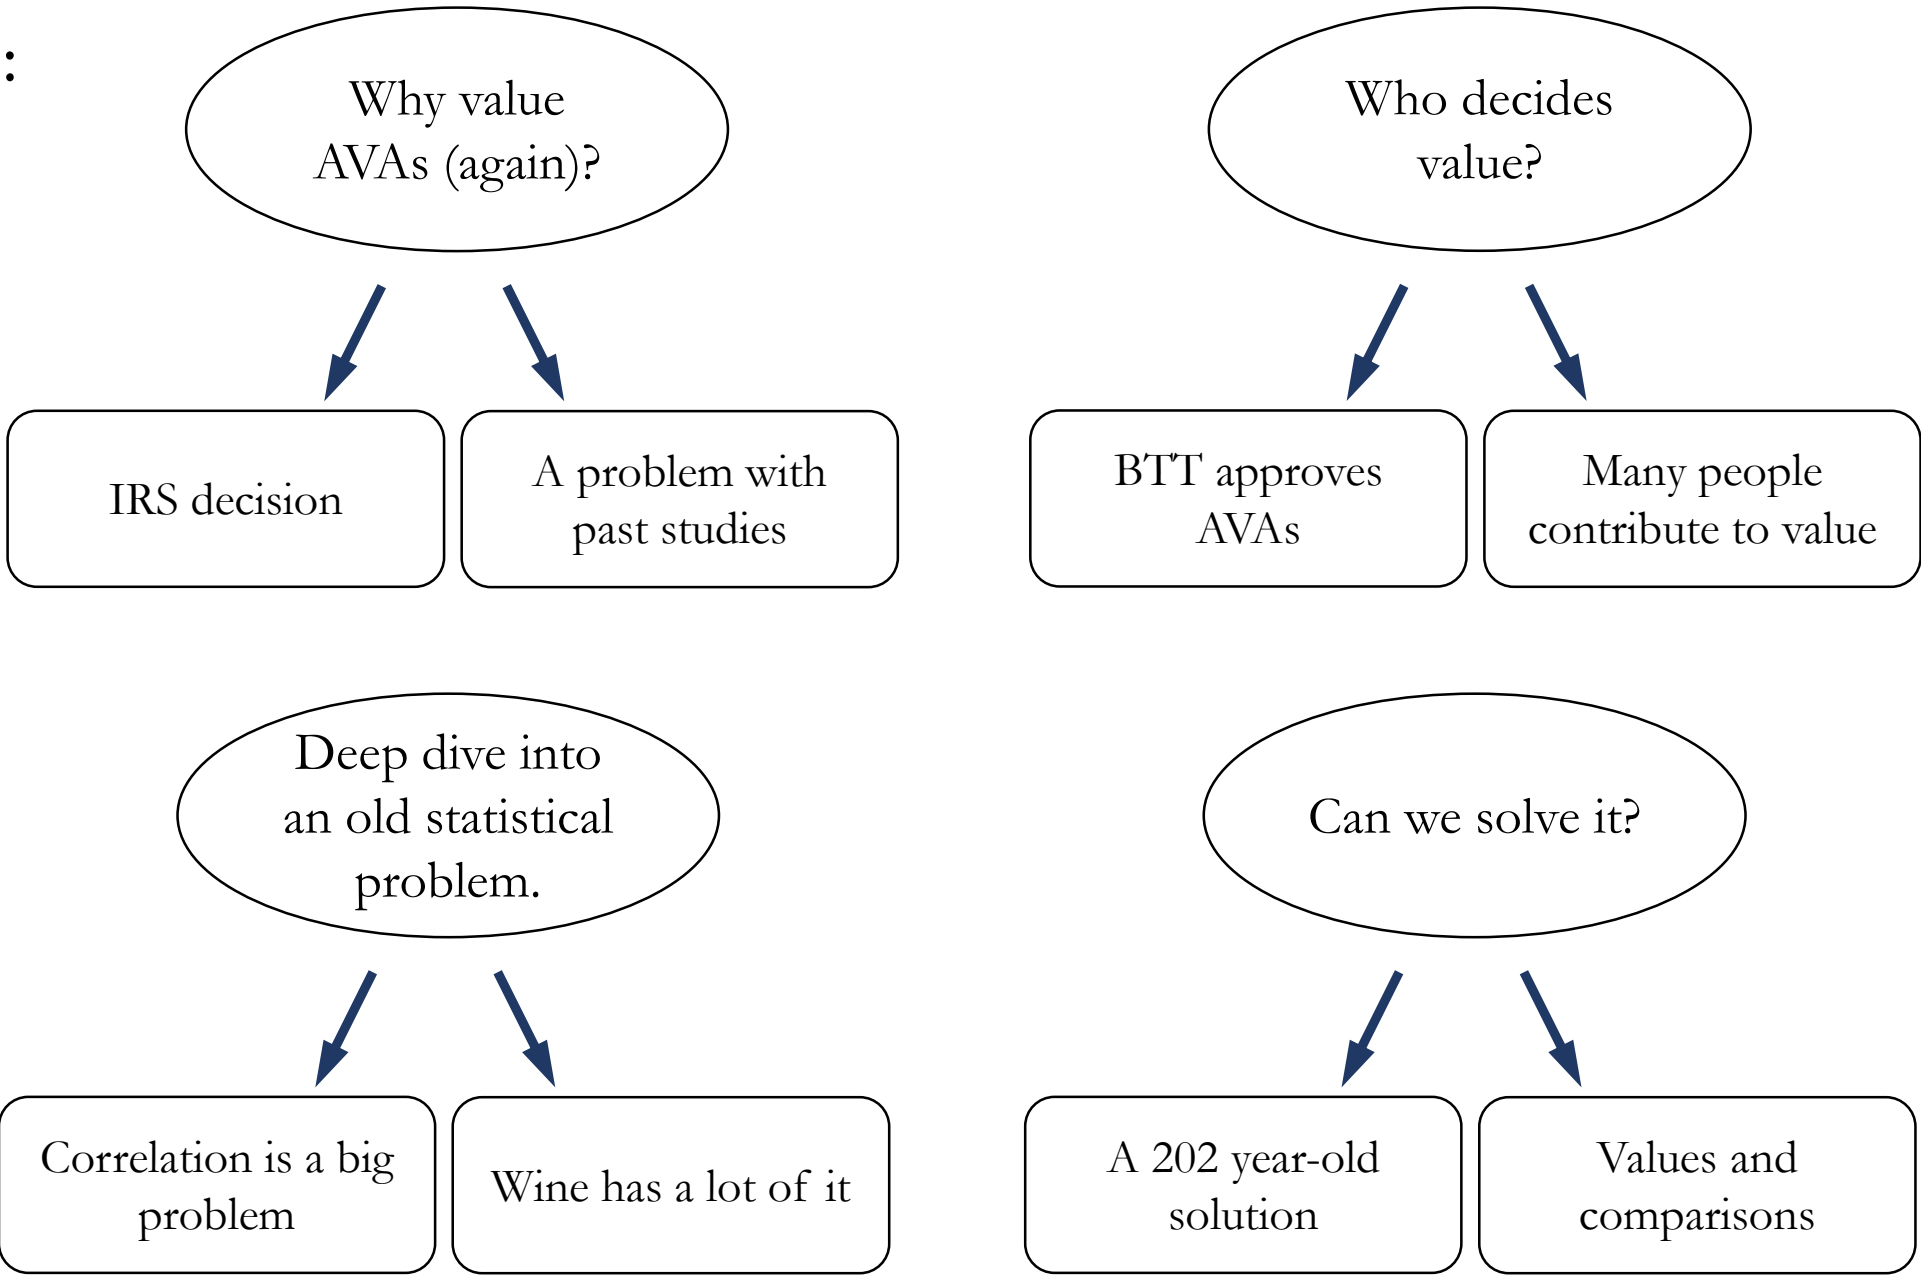 :
Why value
AVAs (again)?
IRS decision
A problem with
past studies
Who decides
value?
BTT approves
AVAs
Many people
contribute to value
Deep dive into
an old statistical
problem.
Correlation is a big
problem
Wine has a lot of it
Can we solve it?
A 202 year-old
solution
Values and
comparisons